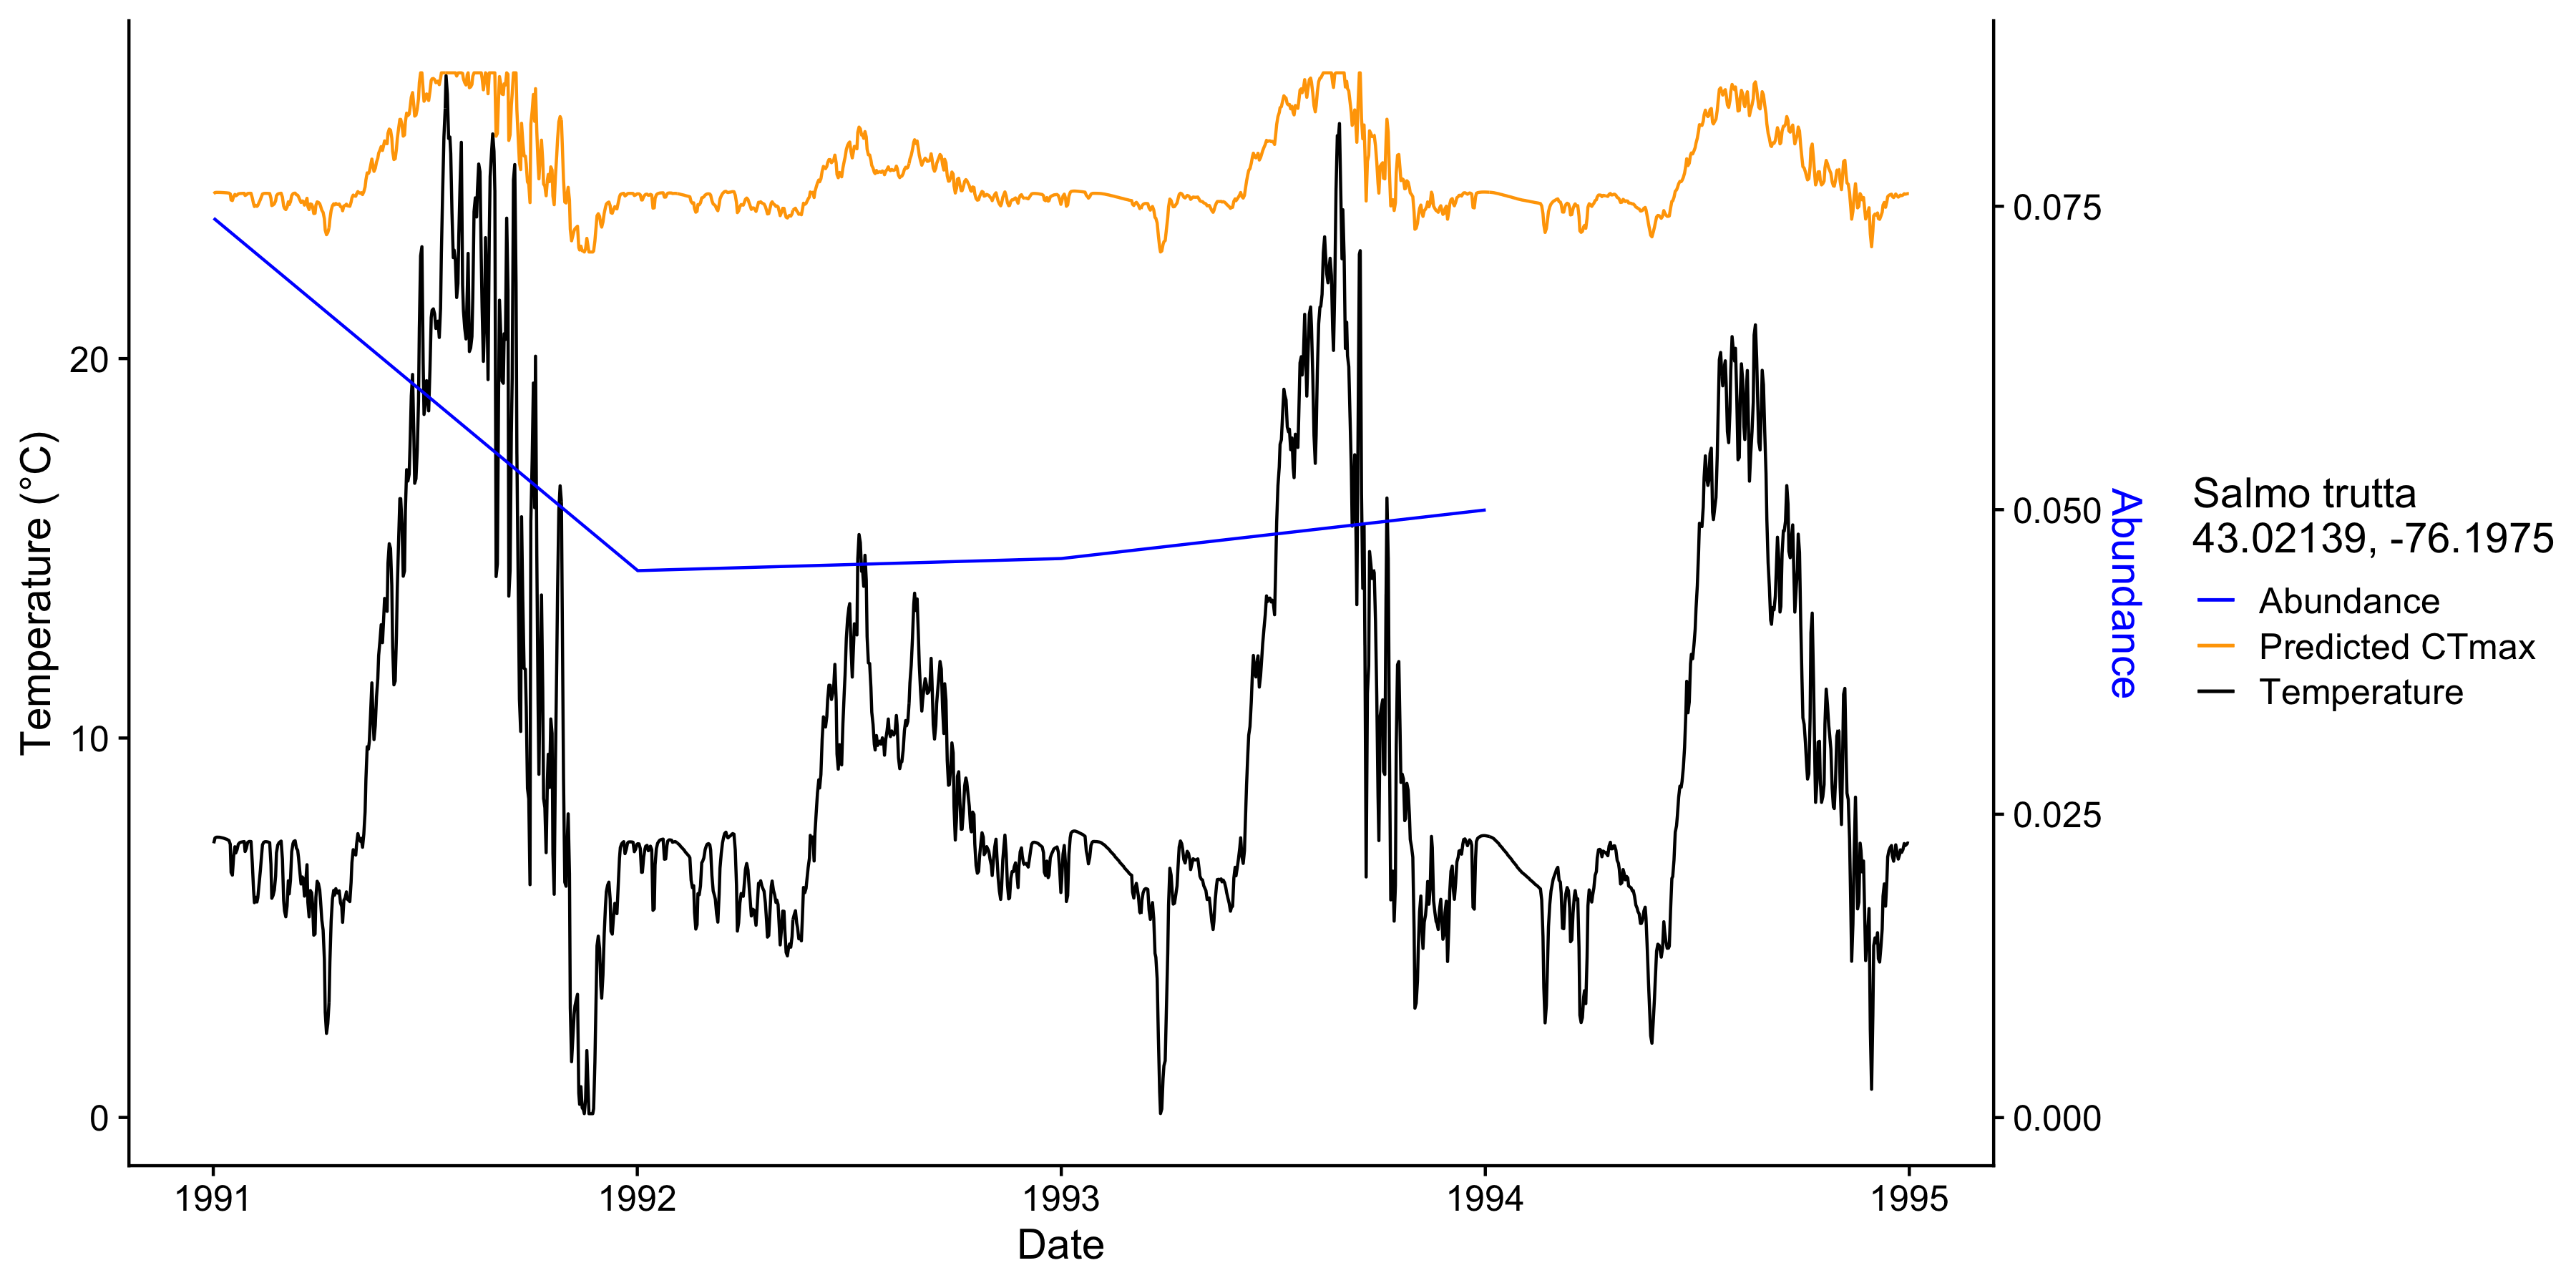 Temperature (°C)
20
10
0
1991
1992
1993
1994
1995
Date
0.075
0.050
0.025
0.000
Abundance
Salmo trutta
43.02139, -76.1975
Abundance
Predicted CTmax
Temperature